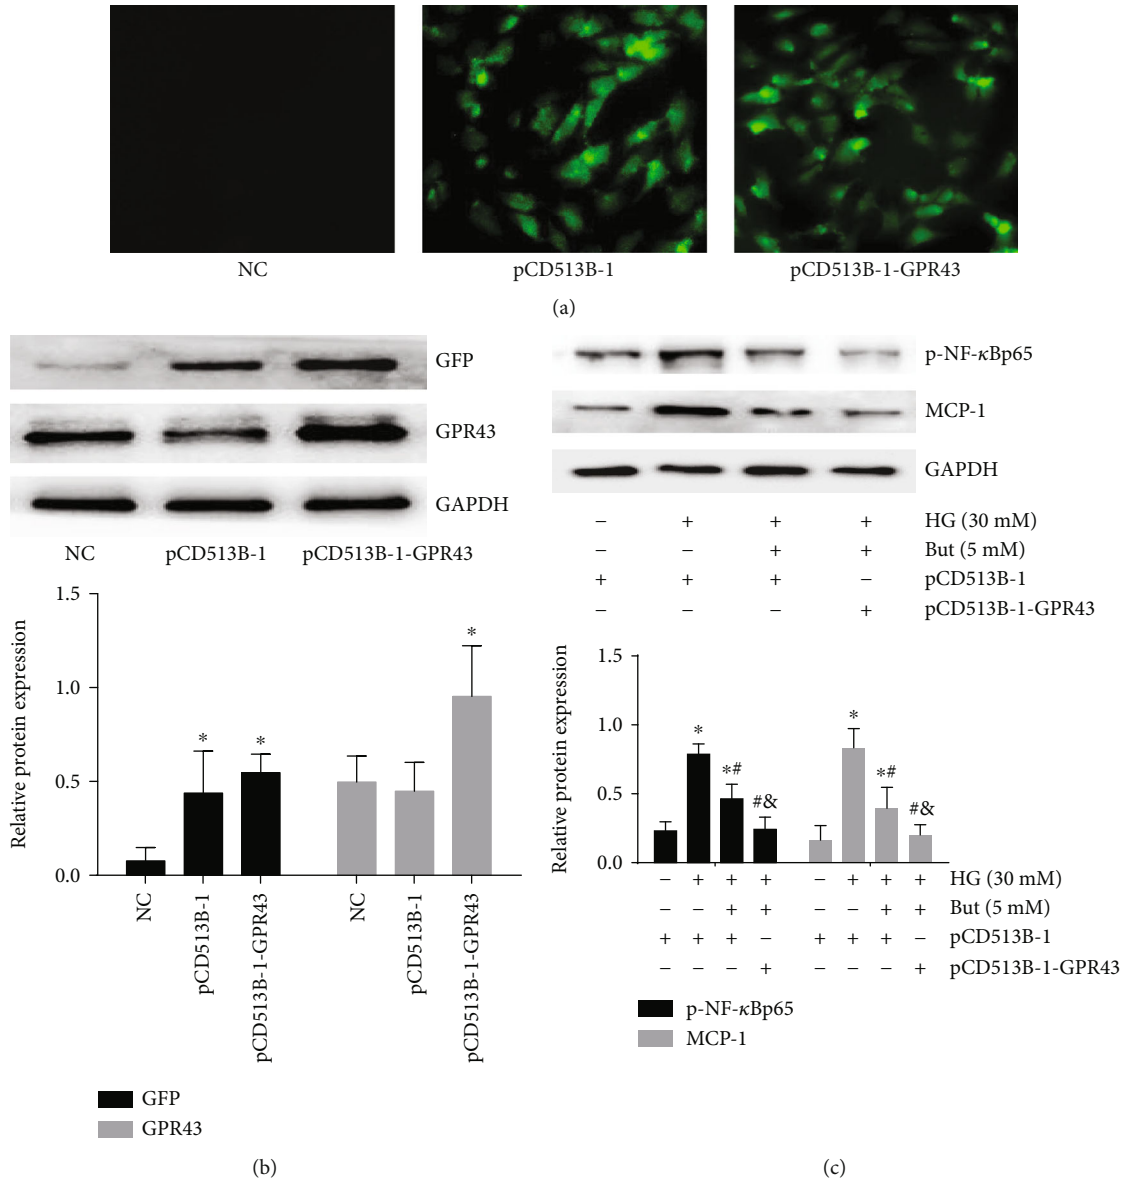 NC pCD513B-1 pCD513B-1-GPR43
(a)
GFP
GPR43
GAPDH
NC pCD513B-1 pCD513B-1-GPR43
Relative protein expression
1.5
1.0
0.5
0.0
* * *
NC
pCD513B-1
pCD513B-1-GPR43
NC
pCD513B-1
pCD513B-1-GPR43
GFP
GPR43
(b)
p-NF-κBp65
MCP-1
GAPDH
− + + + HG (30 mM)
− − + + But (5 mM)
+ + + − pCD513B-1
− − − + pCD513B-1-GPR43
Relative protein expression
1.5
1.0
0.5
0.0
* *# #& * *# #&
− + + + − + + + HG (30 mM)
− − + + − − + + But (5 mM)
+ + + − + + + − pCD513B-1
− − − + − − − + pCD513B-1-GPR43
p-NF-κBp65
MCP-1
(c)